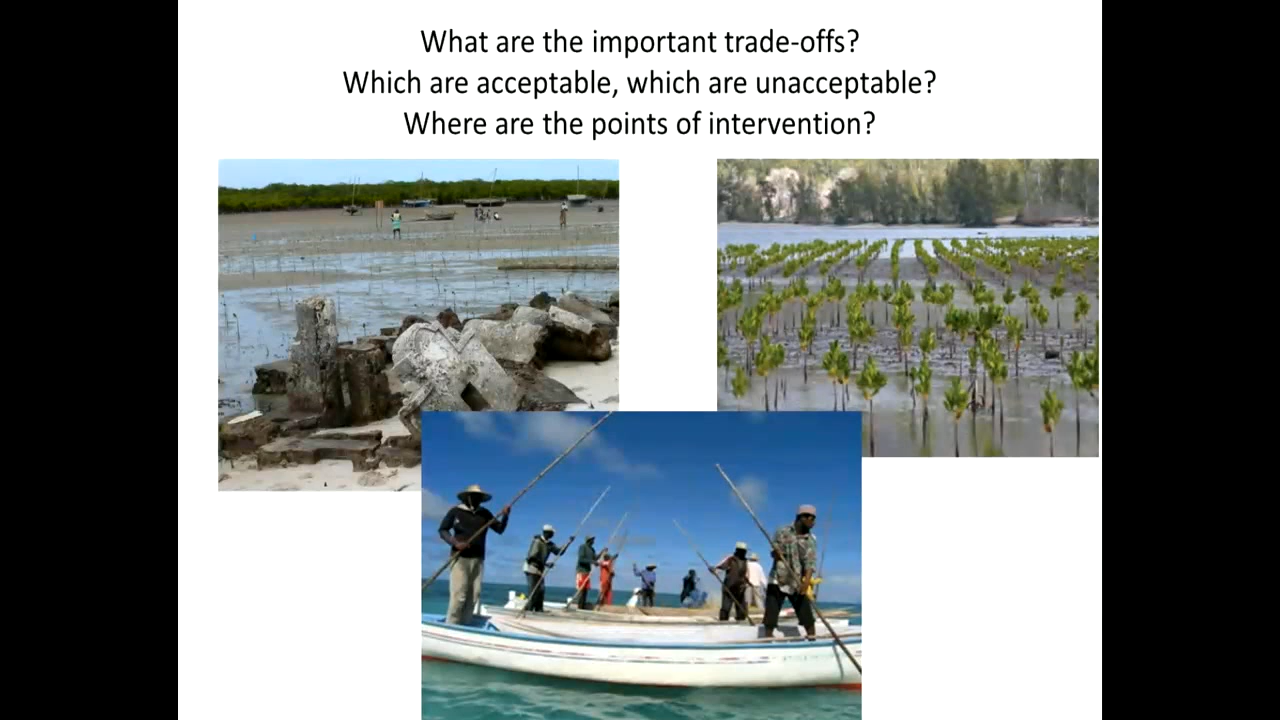 What are the important trade-offs?
Which are acceptable, which are unacceptable?
Where are the points of intervention?